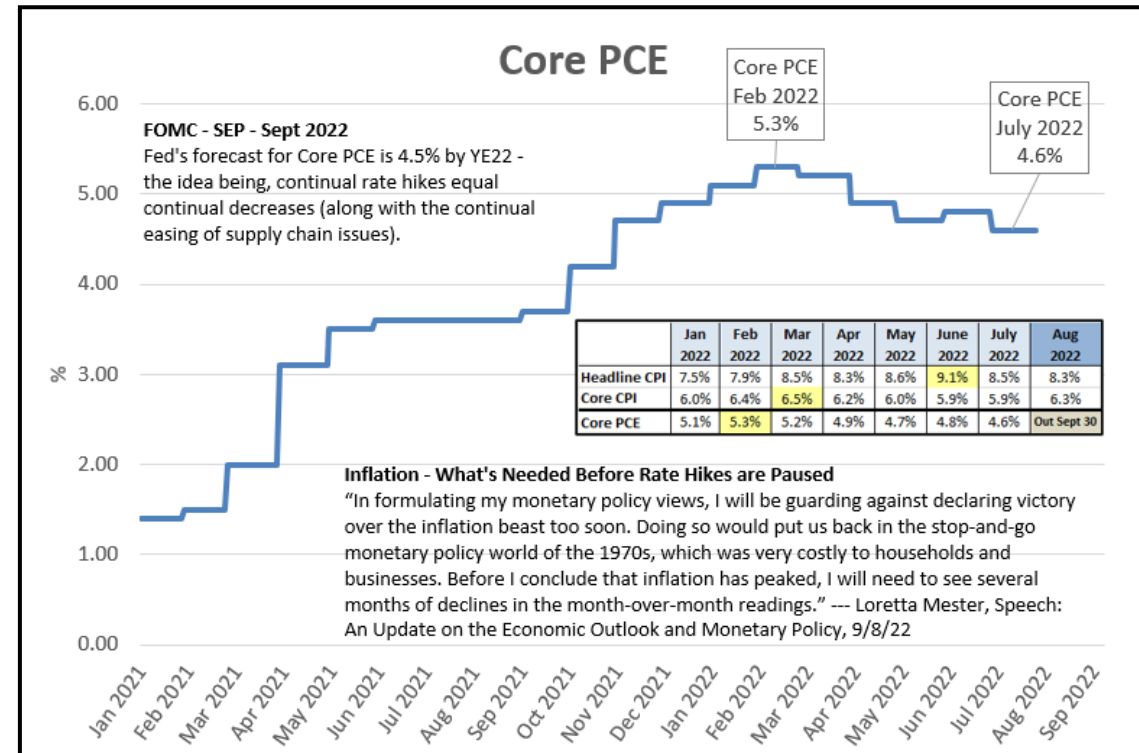 Core PCE
Core PCE
Feb 2022
5.3%
Core PCE
July 2022
4.6%
FOMC - SEP - Sept 2022
Fed's forecast for Core PCE is 4.5% by YE22 -
the idea being, continual rate hikes equal
continual decreases (along with the continual
easing of supply chain issues).
6.00
5.00
4.00
3.00
2.00
1.00
0.00
%
Jan 2022 Feb 2022 Mar 2022 Apr 2022 May 2022 June 2022 July 2022 Aug 2022
Headline CPI 7.5% 7.9% 8.5% 8.3% 8.6% 9.1% 8.5% 8.3%
Core CPI 6.0% 6.4% 6.5% 6.2% 6.0% 5.9% 5.9% 6.3%
Core PCE 5.1% 5.3% 5.2% 4.9% 4.7% 4.8% 4.6% Out Sept 30
Inflation - What's Needed Before Rate Hikes are Paused
“In formulating my monetary policy views, I will be guarding against declaring victory
over the inflation beast too soon. Doing so would put us back in the stop-and-go
monetary policy world of the 1970s, which was very costly to households and
businesses. Before I conclude that inflation has peaked, I will need to see several
months of declines in the month-over-month readings.” --- Loretta Mester, Speech:
An Update on the Economic Outlook and Monetary Policy, 9/8/22
Jan 2021
Feb 2021
Mar 2021
Apr 2021
May 2021
Jun 2021
Jul 2021
Aug 2021
Sep 2021
Oct 2021
Nov 2021
Dec 2021
Jan 2022
Feb 2022
Mar 2022
Apr 2022
May 2022
Jun 2022
Jul 2022
Aug 2022
Sep 2022